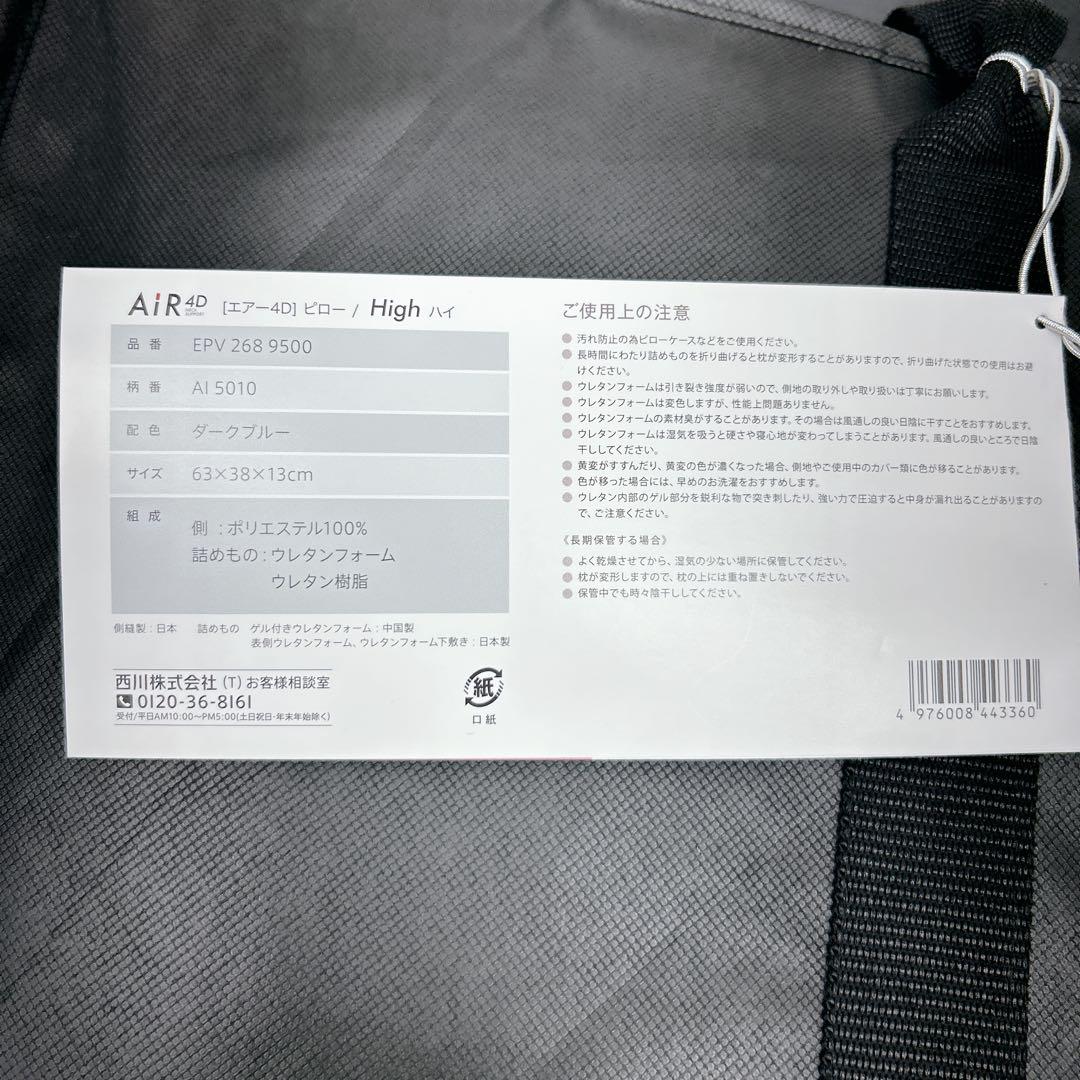 AiR 4D NECK SUPPORT [エアー4D] ピロー / High ハイ
品番 EPV 268 9500
柄番 AI 5010
配色 ダークブルー
サイズ 63×38×13cm
組成 側 : ポリエステル100%
詰めもの : ウレタンフォーム
ウレタン樹脂
側縫製 : 日本 詰めもの ゲル付きウレタンフォーム : 中国製
表側ウレタンフォーム、ウレタンフォーム下敷き : 日本製
西川株式会社 (T) お客様相談室
0120-36-8161
受付/平日AM10:00〜PM5:00(土日祝日・年末年始除く)
紙
口紙
ご使用上の注意
● 汚れ防止の為ピローケースなどをご使用ください。
● 長時間にわたり詰めものを折り曲げると枕が変形することがありますので、折り曲げた状態での使用はお避
けください。
● ウレタンフォームは引き裂き強度が弱いので、側地の取り外しや取り扱いは丁寧にお願いします。
● ウレタンフォームは変色しますが、性能上問題ありません。
● ウレタンフォームの素材臭がすることがあります。その場合は風通しの良い日陰に干すことをおすすめします。
● ウレタンフォームは湿気を吸うと硬さや寝心地が変わってしまうことがあります。風通しの良いところで日陰
干ししてください。
● 黄変がすすんだり、黄変の色が濃くなった場合、側地やご使用中のカバー類に色が移ることがあります。
● 色が移った場合には、早めのお洗濯をおすすめします。
● ウレタン内部のゲル部分を鋭利な物で突き刺したり、強い力で圧迫すると中身が漏れ出ることがありますの
で、ご注意ください。
《長期保管する場合》
● よく乾燥させてから、湿気の少ない場所に保管してください。
● 枕が変形しますので、枕の上には重ね置きしないでください。
● 保管中でも時々陰干ししてください。
4 976008 443360